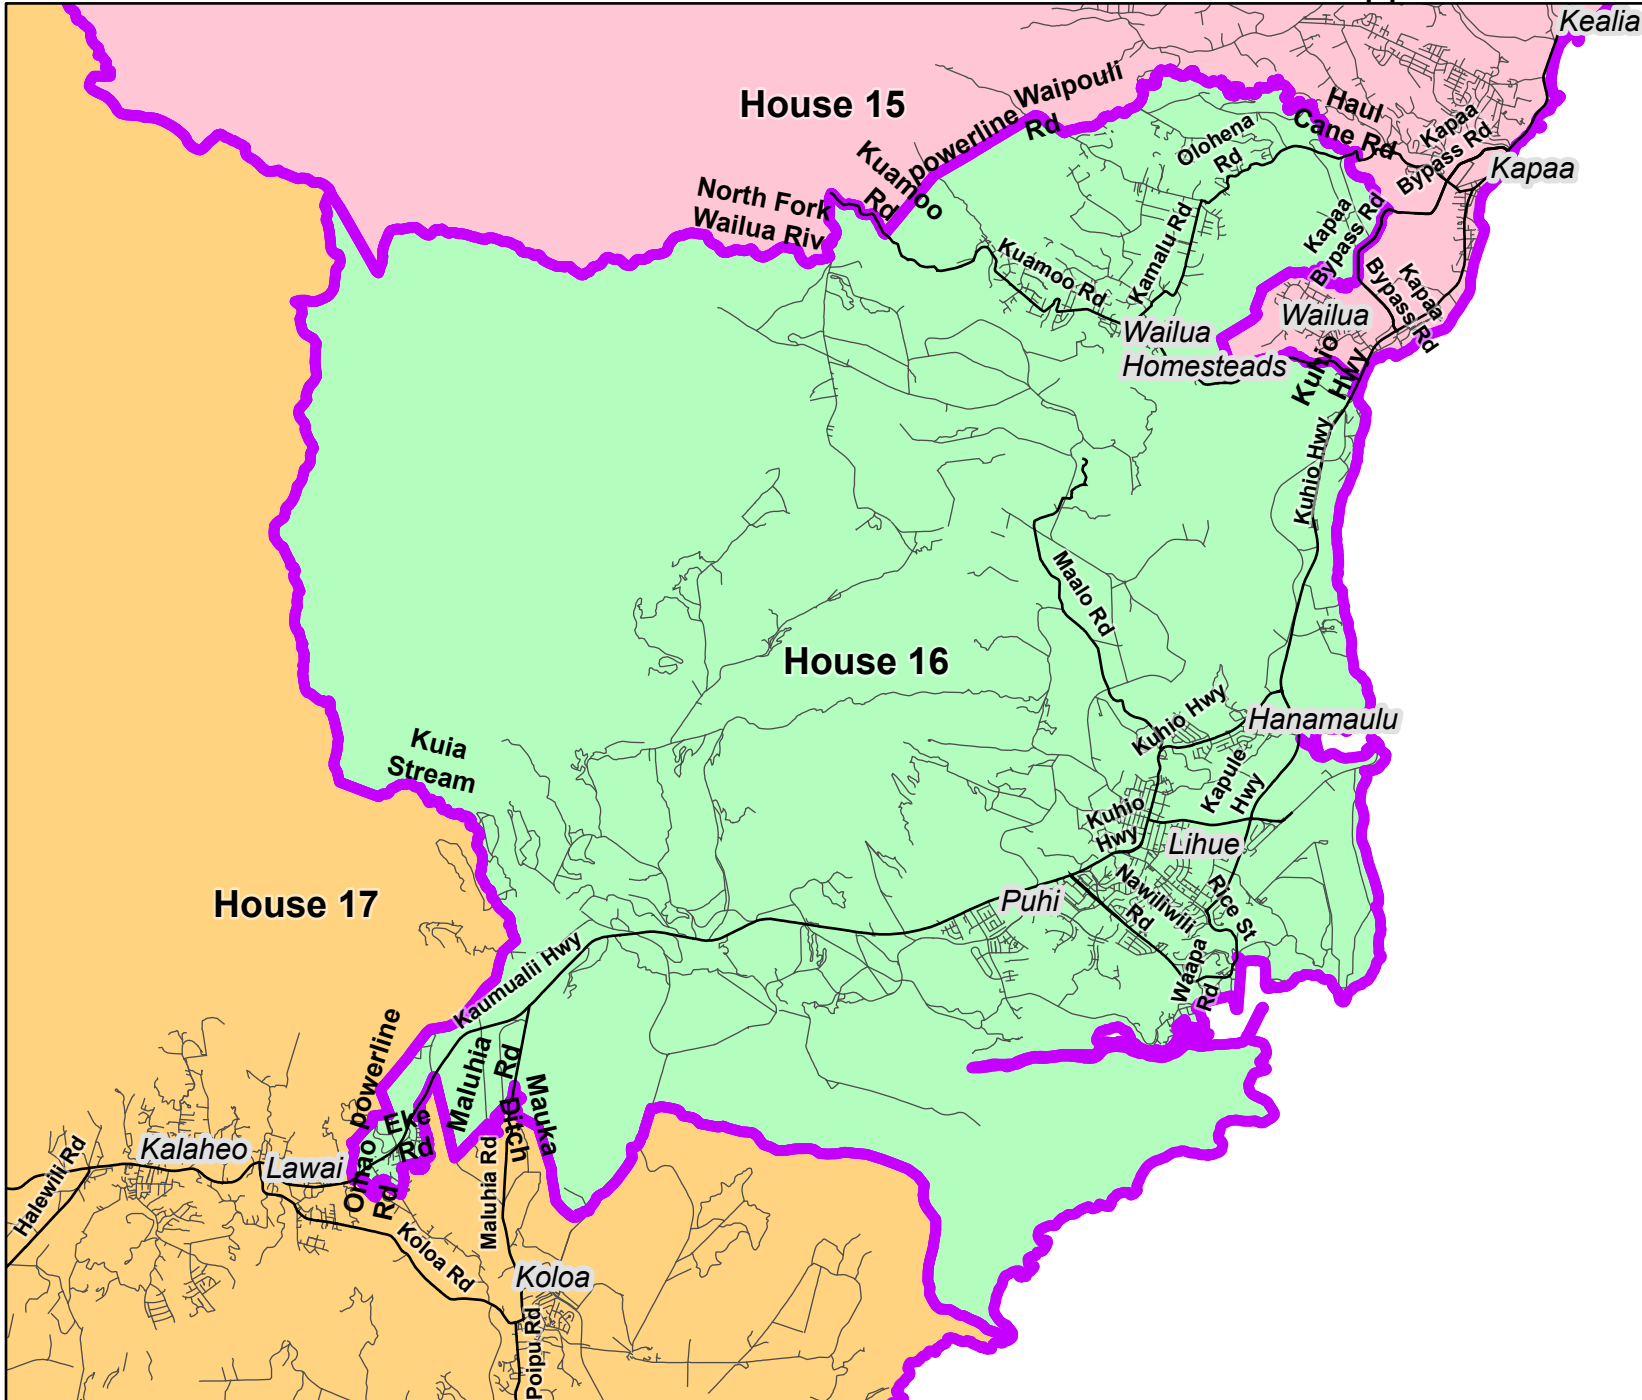 Kealia
House 15
powerline
Waipouli
Rd
Haul
Cane Rd
Kapaa
Bypass Rd
Kapaa
Olohena
Rd
Kuamoo
Rd
North Fork
Wailua Riv
Kapaa
Bypass Rd
Kamalu Rd
Kuamoo Rd
Kapaa
Bypass Rd
Wailua
Wailua
Homesteads
Kuhio
Hwy
Kuhio Hwy
Maalo Rd
House 16
Kuhio Hwy
Hanamaulu
Kuia
Stream
Kapule
Hwy
Kuhio
Hwy
Lihue
House 17
Puhi
Nawiliwili
Rd
Rice St
Kaumualii Hwy
Waapa
Rd
powerline
Maluhia
Rd
Mauka
Ditch
Eke
Rd
Kalaheo
Lawai
Omao
Rd
Halewili Rd
Maluhia Rd
Koloa Rd
Koloa
Poipu Rd